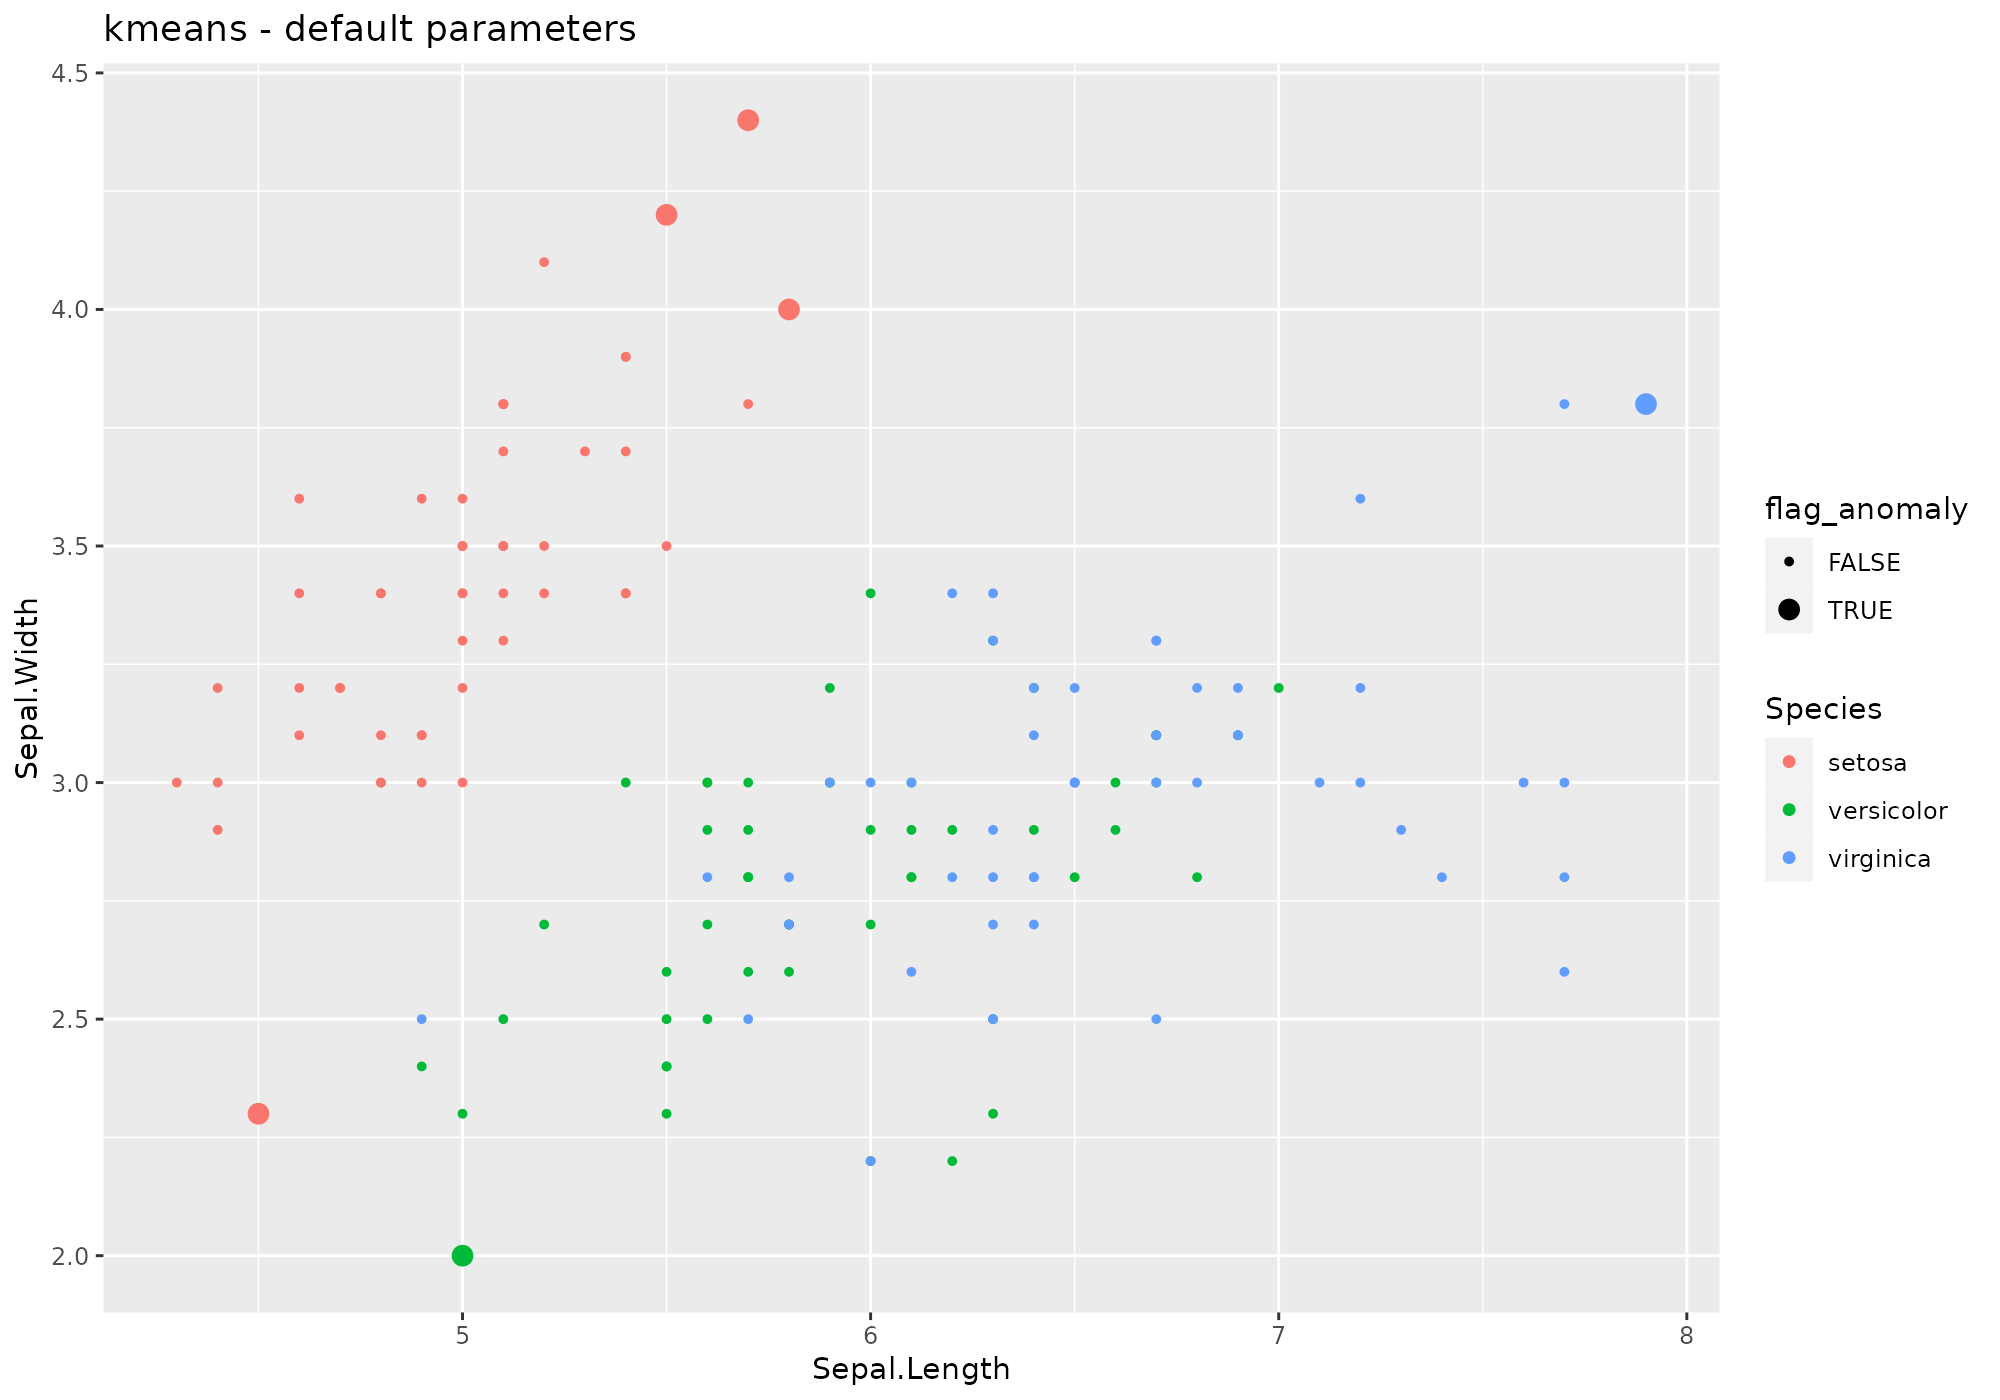 kmeans - default parameters
4.5
4.0
3.5
3.0
2.5
2.0
Sepal.Width
5
6
7
8
Sepal.Length
flag_anomaly
FALSE
TRUE
Species
setosa
versicolor
virginica